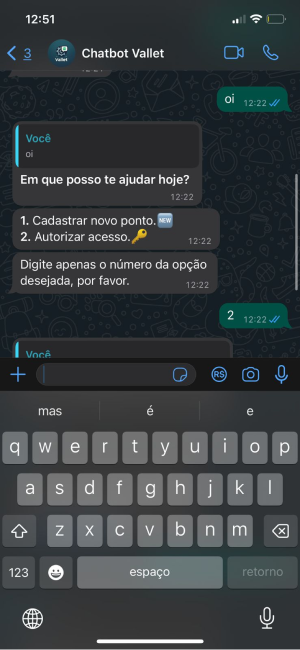 12:51
3
Vallet
Chatbot Vallet
oi
12:22
Você
oi
Em que posso te ajudar hoje?
12:22
1. Cadastrar novo ponto.🆕
2. Autorizar acesso.🔑
12:22
Digite apenas o número da opção
desejada, por favor.
12:22
2
12:22
Você
R$
mas
é
e
q w e r t y u i o p
a s d f g h j k l
z x c v b n m
123
espaço
retorno